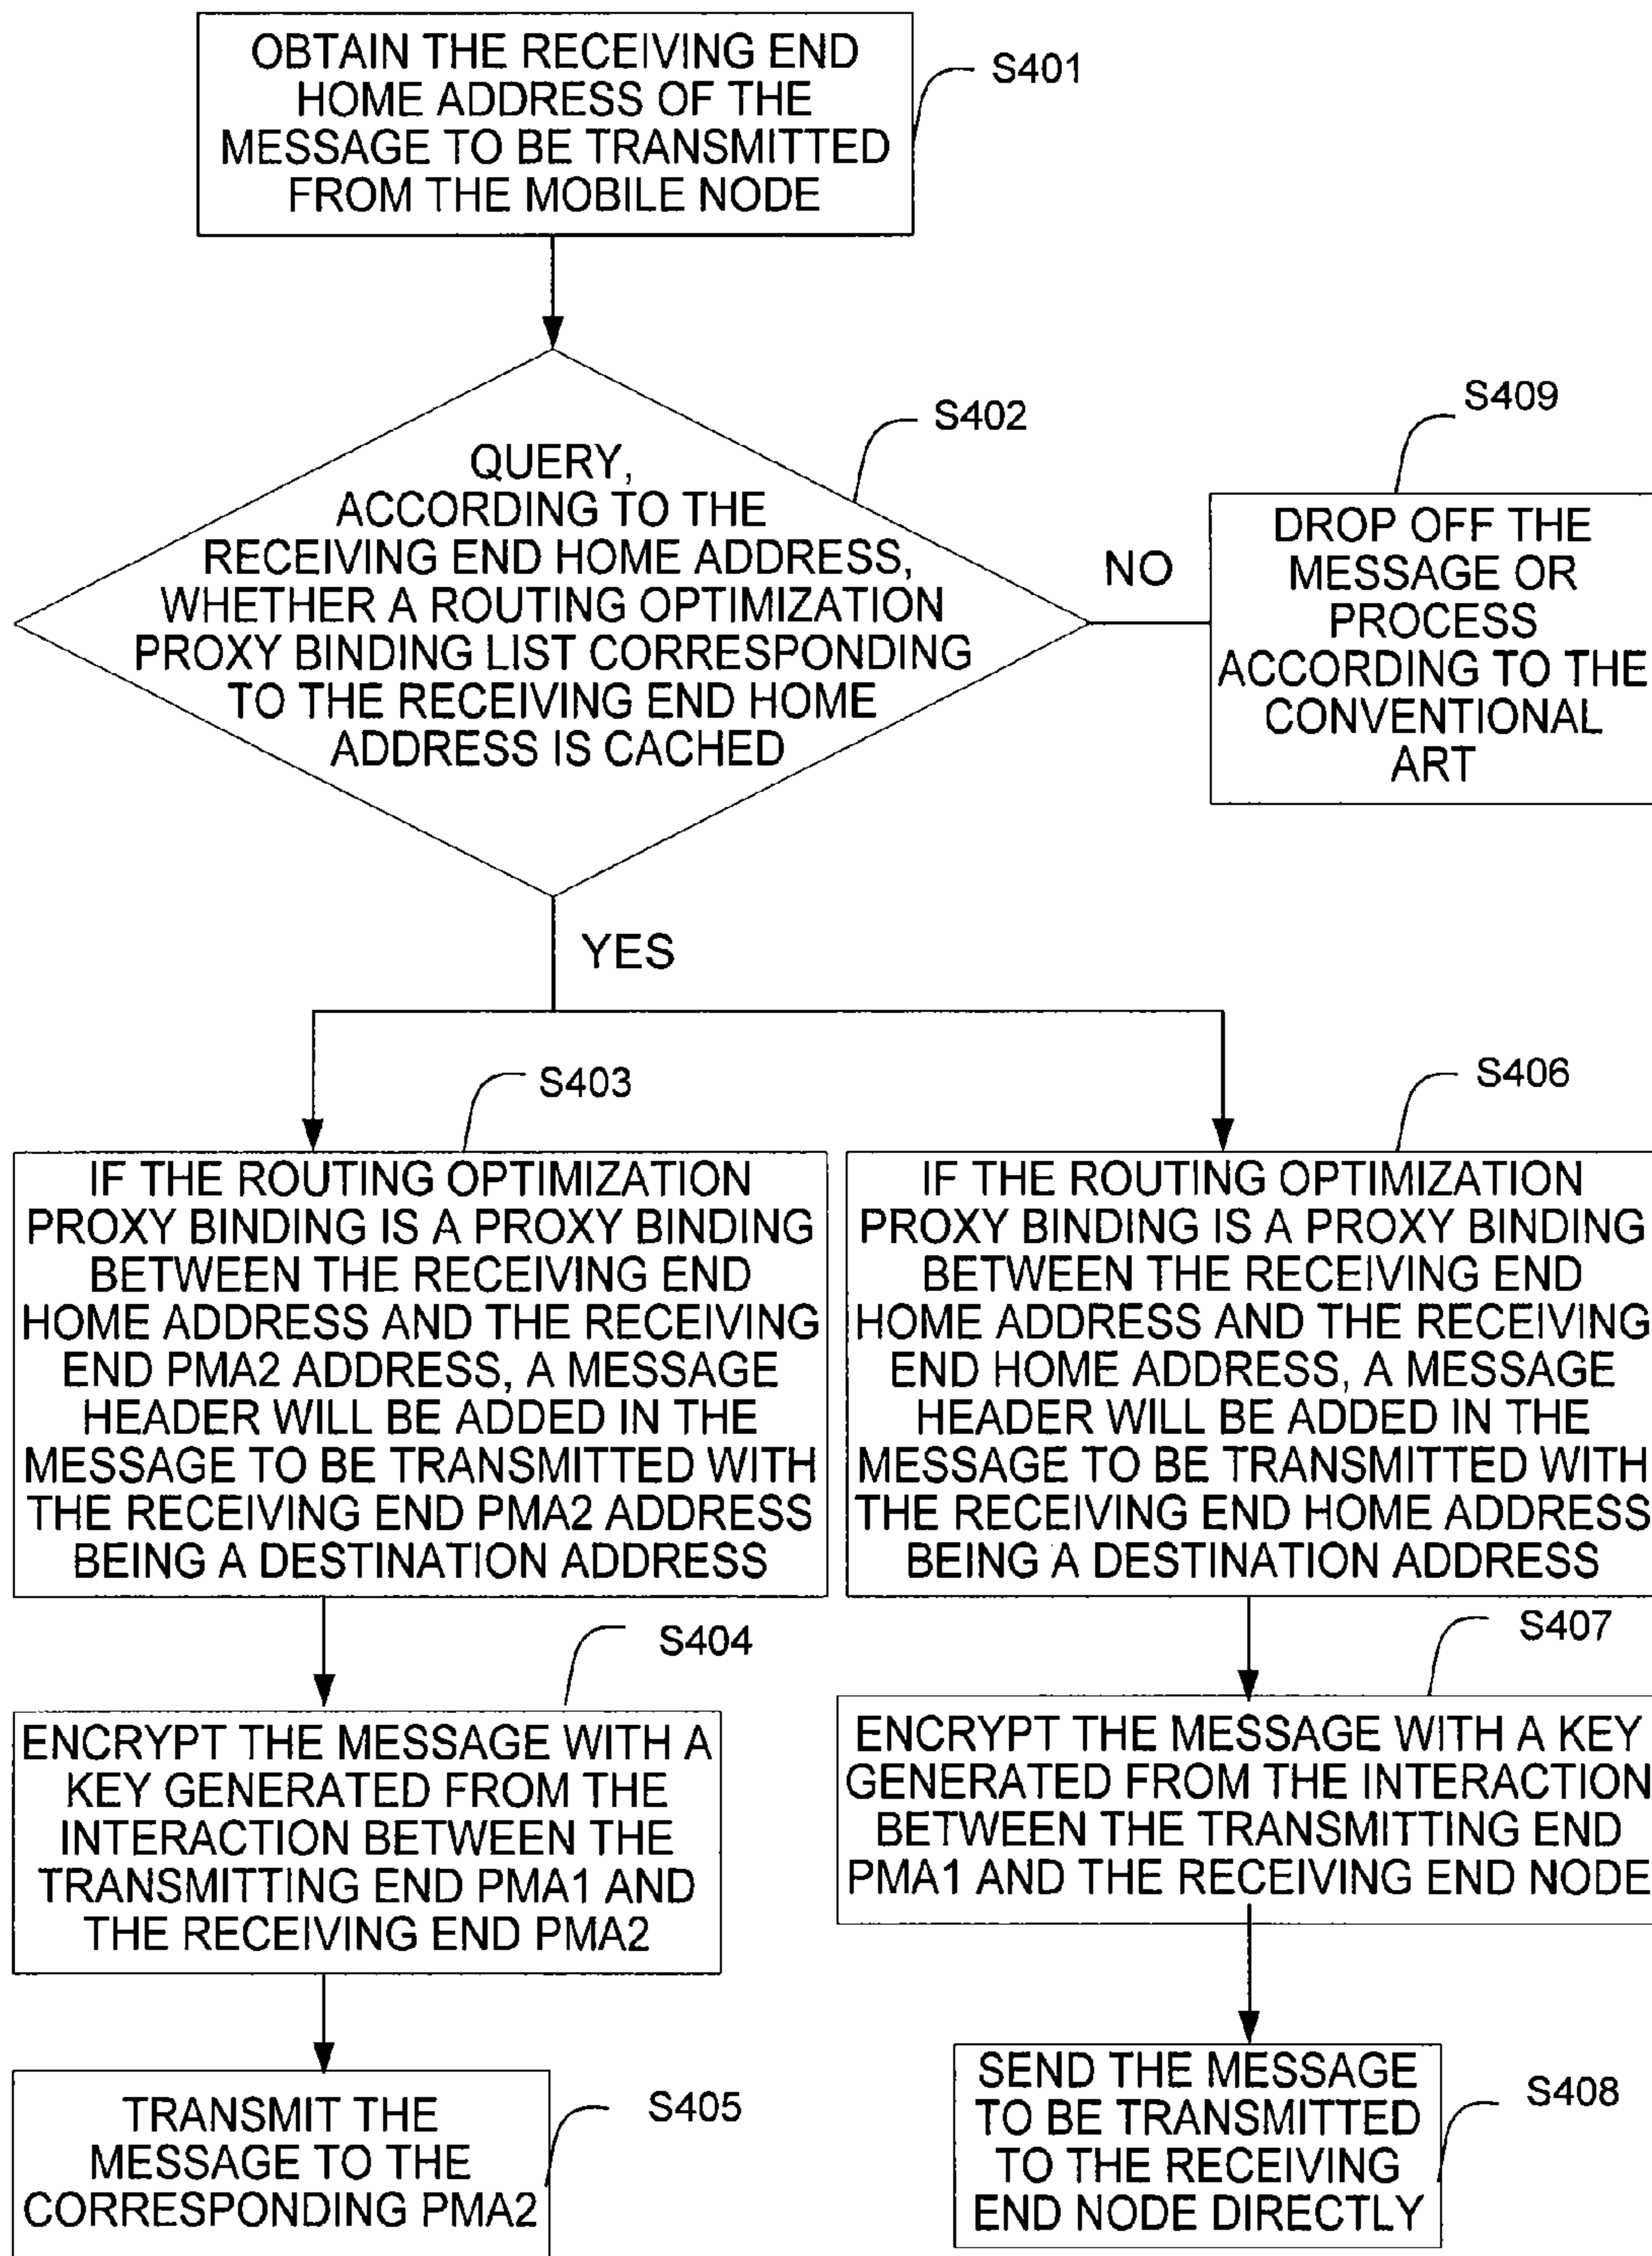 OBTAIN THE RECEIVING END
HOME ADDRESS OF THE
MESSAGE TO BE TRANSMITTED
FROM THE MOBILE NODE
S401
QUERY,
ACCORDING TO THE
RECEIVING END HOME ADDRESS,
WHETHER A ROUTING OPTIMIZATION
PROXY BINDING LIST CORRESPONDING
TO THE RECEIVING END HOME
ADDRESS IS CACHED
S402
NO
S409
DROP OFF THE
MESSAGE OR
PROCESS
ACCORDING TO THE
CONVENTIONAL
ART
YES
S403
IF THE ROUTING OPTIMIZATION
PROXY BINDING IS A PROXY BINDING
BETWEEN THE RECEIVING END
HOME ADDRESS AND THE RECEIVING
END PMA2 ADDRESS, A MESSAGE
HEADER WILL BE ADDED IN THE
MESSAGE TO BE TRANSMITTED WITH
THE RECEIVING END PMA2 ADDRESS
BEING A DESTINATION ADDRESS
S404
ENCRYPT THE MESSAGE WITH A
KEY GENERATED FROM THE
INTERACTION BETWEEN THE
TRANSMITTING END PMA1 AND
THE RECEIVING END PMA2
S405
TRANSMIT THE
MESSAGE TO THE
CORRESPONDING PMA2
S406
IF THE ROUTING OPTIMIZATION
PROXY BINDING IS A PROXY BINDING
BETWEEN THE RECEIVING END
HOME ADDRESS AND THE RECEIVING
END HOME ADDRESS, A MESSAGE
HEADER WILL BE ADDED IN THE
MESSAGE TO BE TRANSMITTED WITH
THE RECEIVING END HOME ADDRESS
BEING A DESTINATION ADDRESS
S407
ENCRYPT THE MESSAGE WITH A KEY
GENERATED FROM THE INTERACTION
BETWEEN THE TRANSMITTING END
PMA1 AND THE RECEIVING END NODE
S408
SEND THE MESSAGE
TO BE TRANSMITTED
TO THE RECEIVING
END NODE DIRECTLY